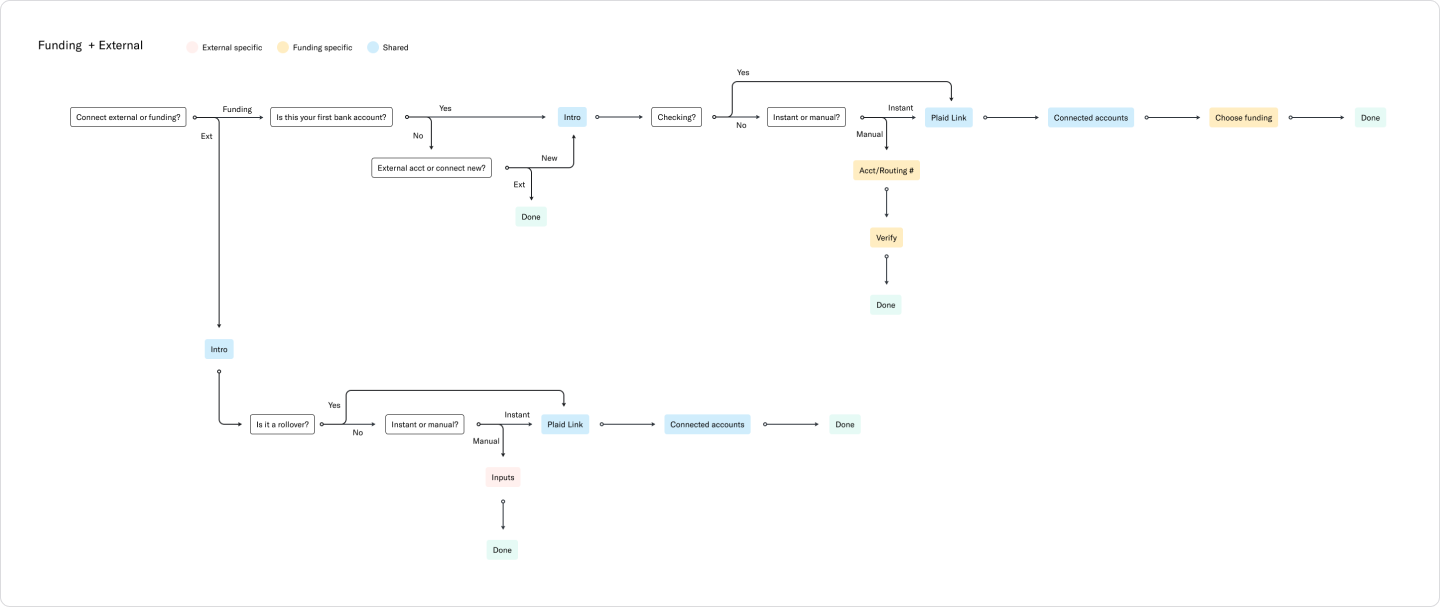 Funding + External
External specific
Funding specific
Shared
Yes
Connect external or funding?
Funding
Ext
Is this your first bank account?
Yes
No
Intro
Checking?
No
Instant or manual?
Instant
Manual
Plaid Link
Connected accounts
Choose funding
Done
External acct or connect new?
New
Ext
Done
Acct/Routing #
Verify
Done
Intro
Is it a rollover?
Yes
No
Instant or manual?
Instant
Manual
Plaid Link
Connected accounts
Done
Inputs
Done